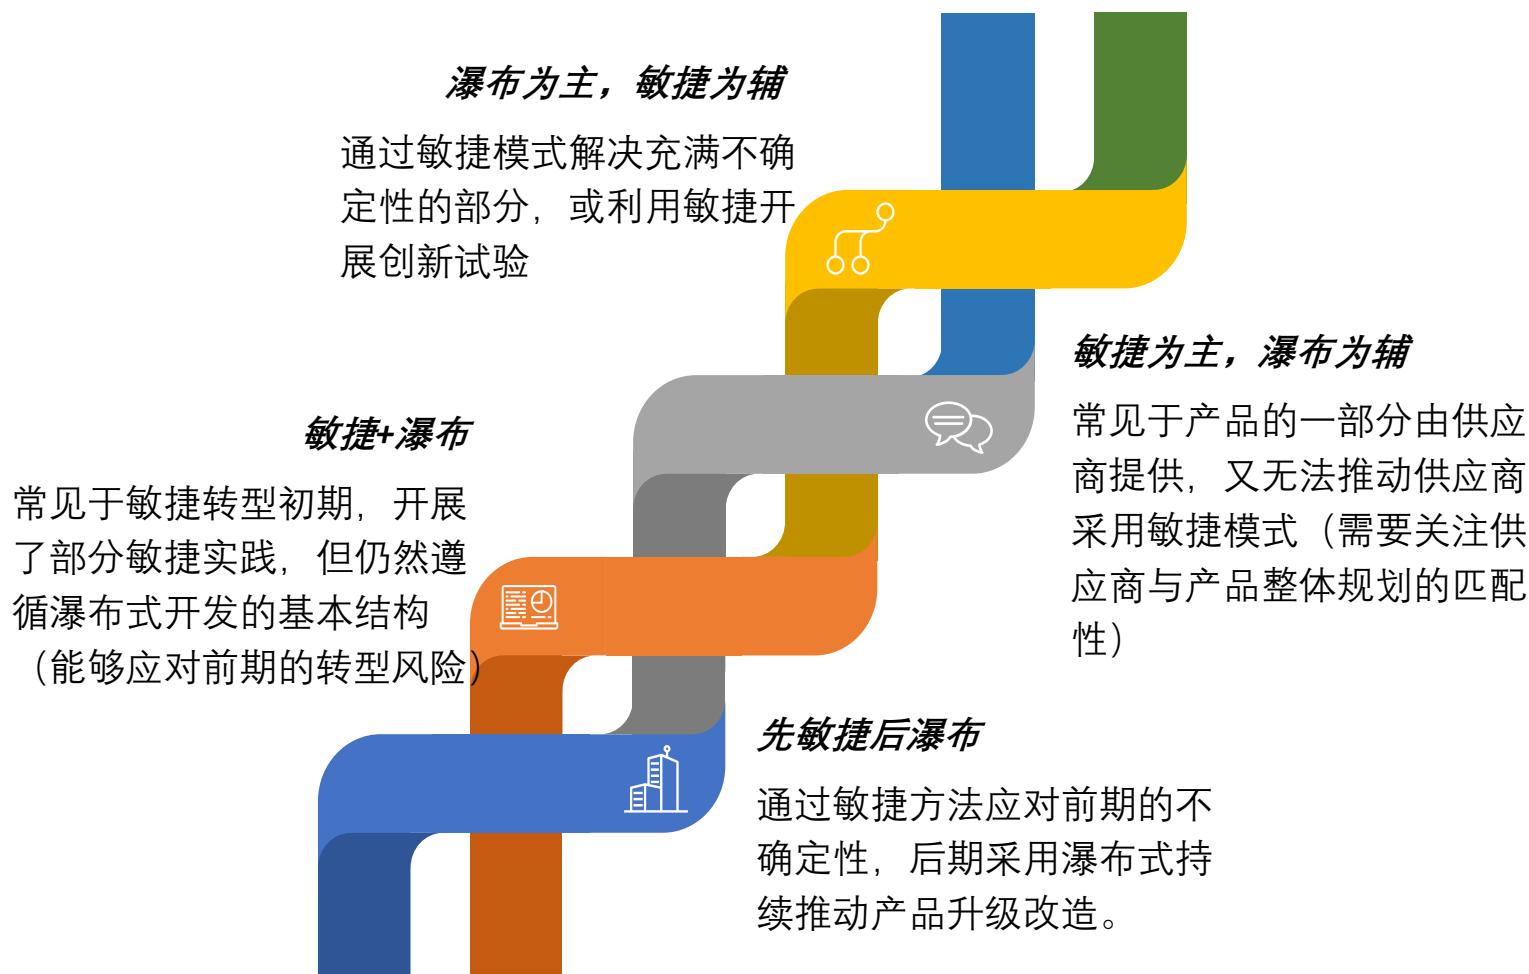 瀑布为主，敏捷为辅
通过敏捷模式解决充满不确
定性的部分，或利用敏捷开
展创新试验
敏捷为主，瀑布为辅
常见于产品的一部分由供应
商提供，又无法推动供应商
采用敏捷模式（需要关注供
应商与产品整体规划的匹配
性）
敏捷+瀑布
常见于敏捷转型初期，开展
了部分敏捷实践，但仍然遵
循瀑布式开发的基本结构
（能够应对前期的转型风险）
先敏捷后瀑布
通过敏捷方法应对前期的不
确定性，后期采用瀑布式持
续推动产品升级改造。